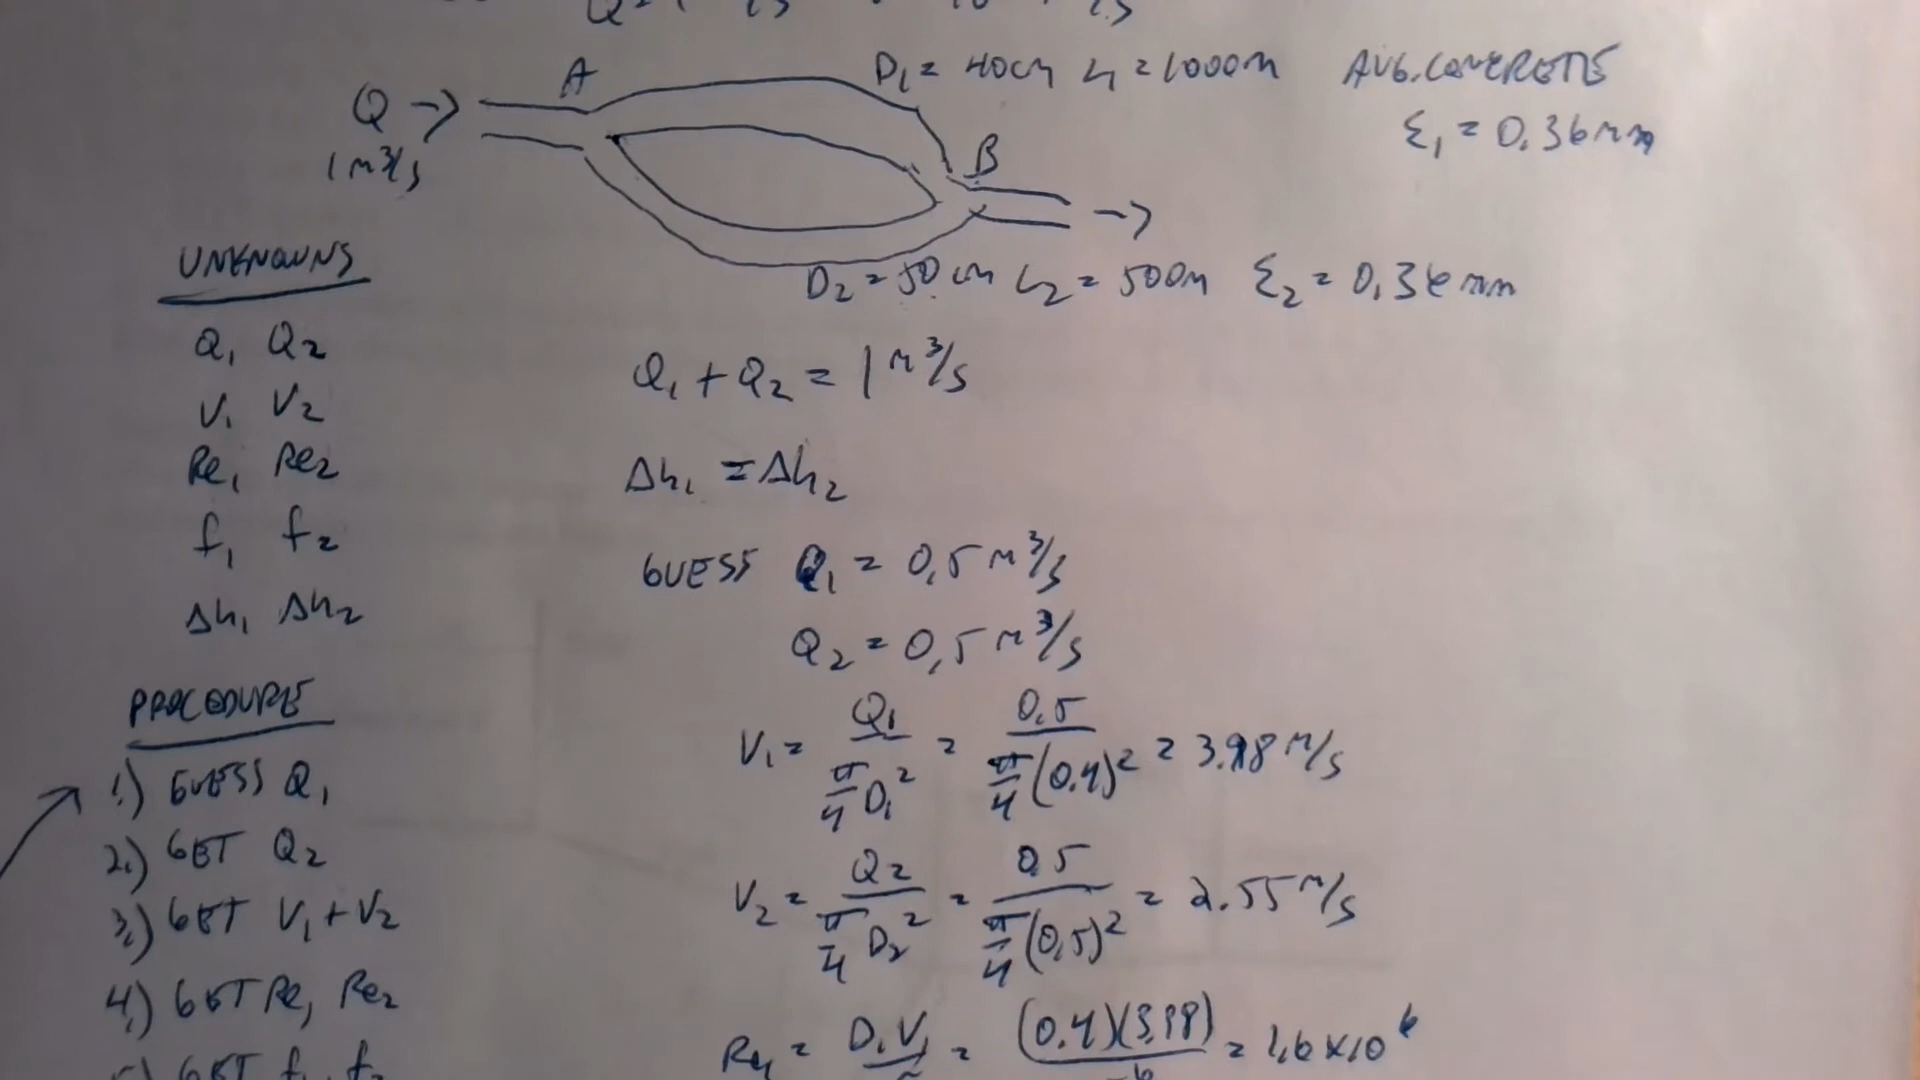 A D₁ = 40cm L₁ = 1000m AVG. CONCRETE
Q → ε₁ = 0.36mm
1 m³/s B
→
D₂ = 50 cm L₂ = 500m ε₂ = 0.36 mm
UNKNOWNS
Q₁ Q₂
V₁ V₂
Re₁ Re₂
f₁ f₂
Δh₁ Δh₂
PROCEDURE
1.) GUESS Q₁
2.) GET Q₂
3.) GET V₁ + V₂
4.) GET Re₁ Re₂
GET f₁ f₂
Q₁ + Q₂ = 1 m³/s
Δh₁ = Δh₂
GUESS Q₁ = 0.5 m³/s
Q₂ = 0.5 m³/s
V₁ = Q₁ / (π/4 D₁²) = 0.5 / (π/4 (0.4)²) = 3.98 m/s
V₂ = Q₂ / (π/4 D₂²) = 0.5 / (π/4 (0.5)²) = 2.55 m/s
Re₁ = D₁V₁ = (0.4)(3.98) = 1.6 × 10⁶